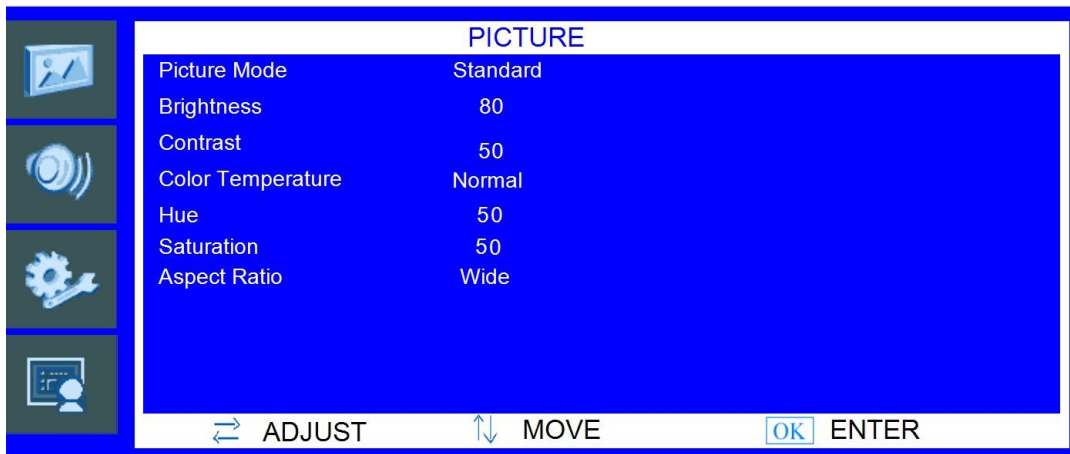 PICTURE
Picture Mode Standard
Brightness 80
Contrast 50
Color Temperature Normal
Hue 50
Saturation 50
Aspect Ratio Wide
ADJUST MOVE OK ENTER